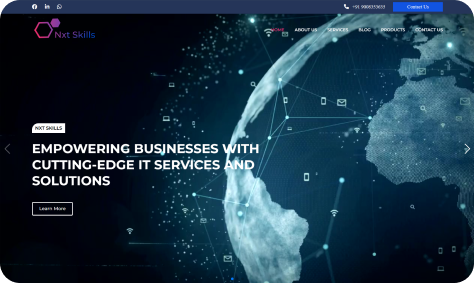 +91 9008353653
Contact Us
Nxt Skills
HOME
ABOUT US
SERVICES
BLOG
PRODUCTS
CONTACT US
NXT SKILLS
EMPOWERING BUSINESSES WITH
CUTTING-EDGE IT SERVICES AND
SOLUTIONS
Learn More